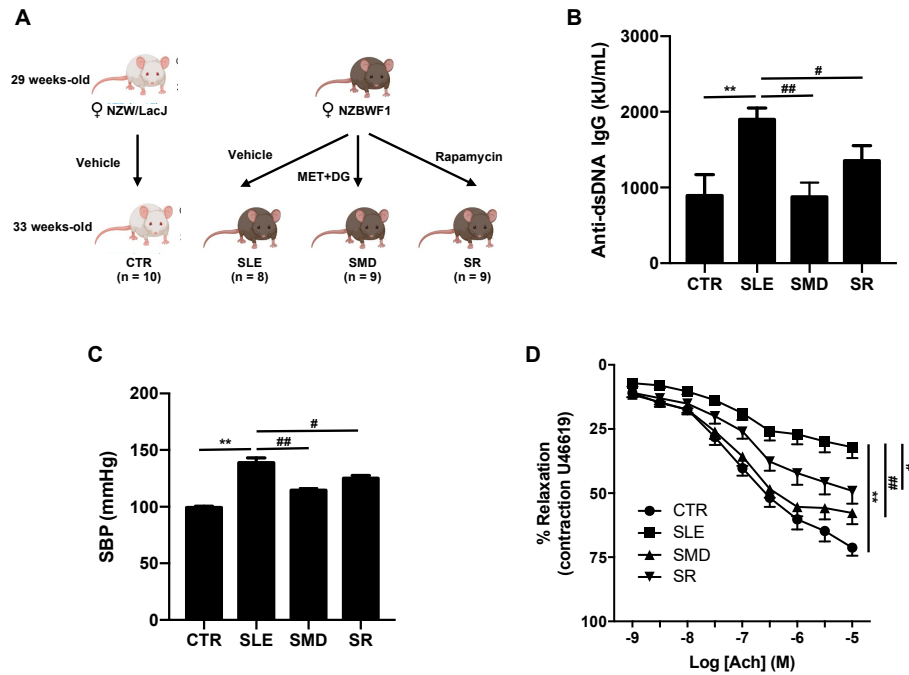 A
29 weeks-old
♀ NZW/LacJ
♀ NZBWF1
Vehicle
Vehicle
MET+DG
Rapamycin
33 weeks-old
CTR
(n = 10)
SLE
(n = 8)
SMD
(n = 9)
SR
(n = 9)
B
Anti-dsDNA IgG (kU/mL)
3000
2000
1000
0
#
** ##
CTR SLE SMD SR
C
SBP (mmHg)
200
150
100
50
0
#
** ##
CTR SLE SMD SR
D
% Relaxation
(contraction U46619)
0
25
50
75
100
CTR
SLE
SMD
SR
**
##
#
-9 -8 -7 -6 -5
Log [Ach] (M)